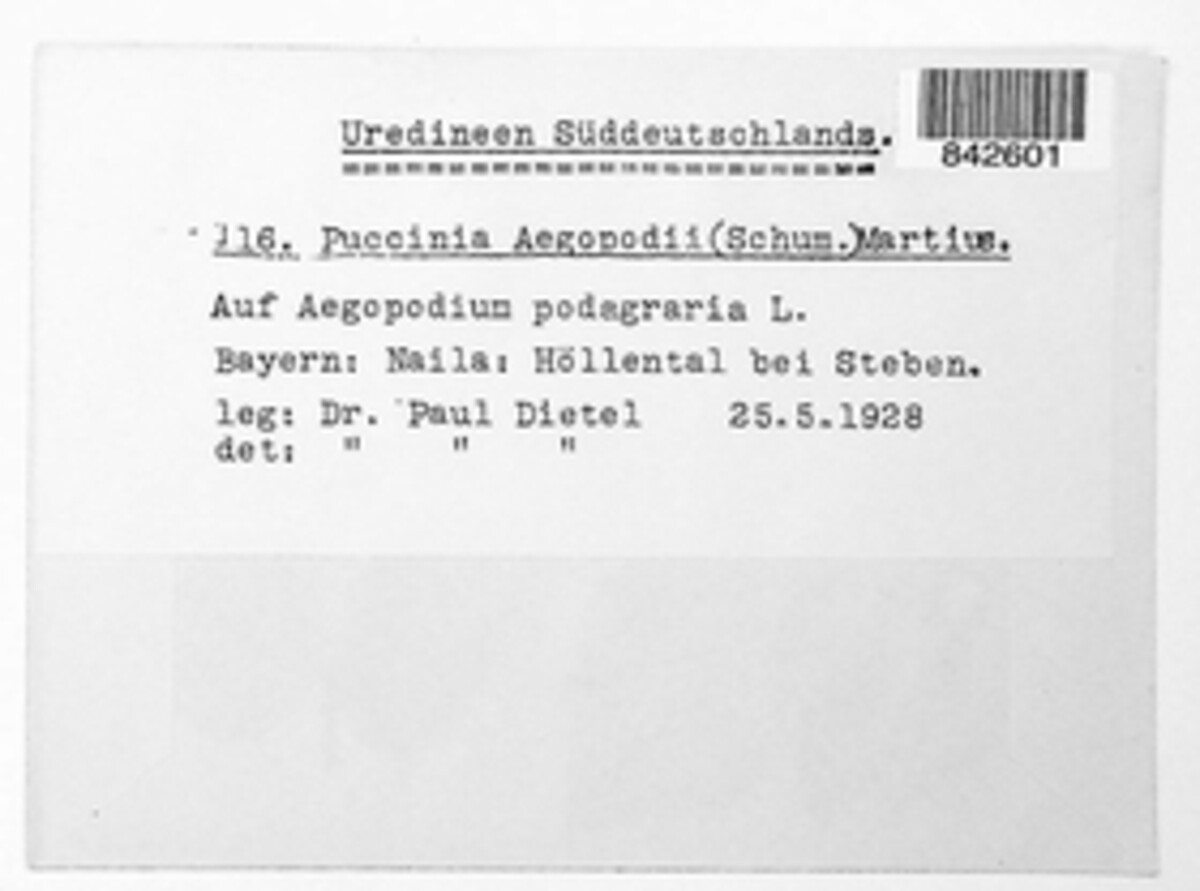 Uredineen Süddeutschlands.
842601
116. Puccinia Aegopodii(Schum.)Martius.
Auf Aegopodium podagraria L.
Bayern: Naila: Höllental bei Steben.
leg: Dr. Paul Dietel 25.5.1928
det: " " "